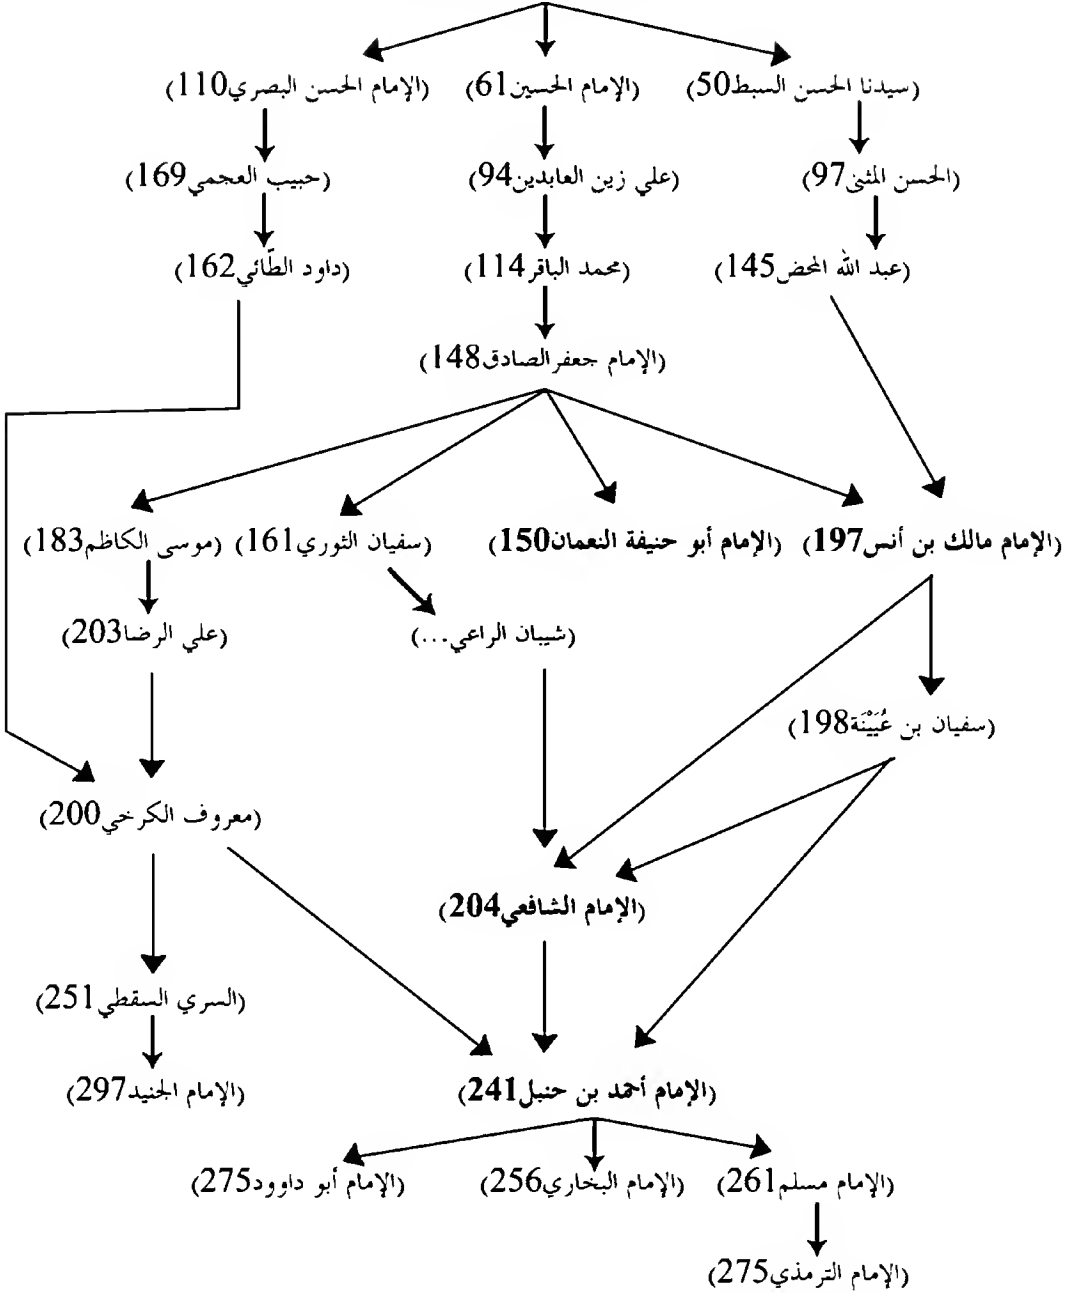 (سيدنا الحسن السبط50) (الإمام الحسين61) (الإمام الحسن البصري110)
(الحسن المثنى97) (علي زين العابدين94) (حبيب العجمي169)
(عبد الله المحض145) (محمد الباقر114) (داود الطّائي162)
(الإمام جعفر الصادق148)
(الإمام مالك بن أنس197) (الإمام أبو حنيفة النعمان150) (سفيان الثوري161) (موسى الكاظم183)
(شيبان الراعي...) (علي الرضا203)
(سفيان بن عُيَيْنَة198)
(معروف الكرخي200)
(الإمام الشافعي204)
(السري السقطي251)
(الإمام أحمد بن حنبل241) (الإمام الجنيد297)
(الإمام مسلم261) (الإمام البخاري256) (الإمام أبو داوود275)
(الإمام الترمذي275)